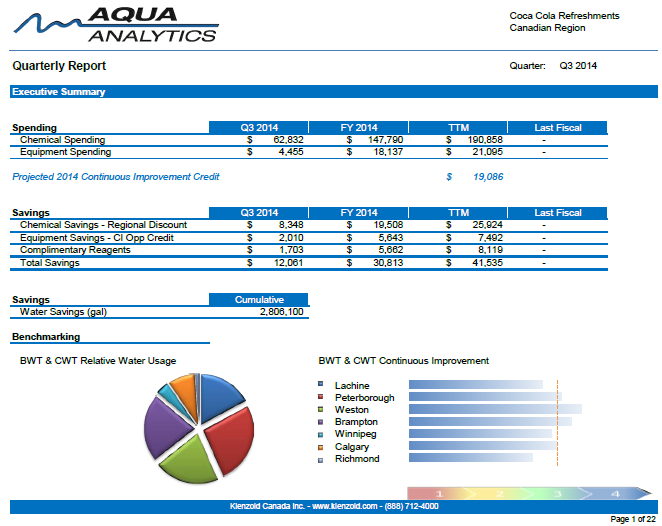 AQUA
ANALYTICS
Coca Cola Refreshments
Canadian Region
Quarterly Report Quarter: Q3 2014
Executive Summary
Spending Q3 2014 FY 2014 TTM Last Fiscal
Chemical Spending $ 62,832 $ 147,790 $ 190,858 -
Equipment Spending $ 4,455 $ 18,137 $ 21,095 -
Projected 2014 Continuous Improvement Credit $ 19,086
Savings Q3 2014 FY 2014 TTM Last Fiscal
Chemical Savings - Regional Discount $ 8,348 $ 19,508 $ 25,924 -
Equipment Savings - CI Opp Credit $ 2,010 $ 5,643 $ 7,492 -
Complimentary Reagents $ 1,703 $ 5,662 $ 8,119 -
Total Savings $ 12,061 $ 30,813 $ 41,535 -
Savings Cumulative
Water Savings (gal) 2,806,100
Benchmarking
BWT & CWT Relative Water Usage BWT & CWT Continuous Improvement
Lachine
Peterborough
Weston
Brampton
Winnipeg
Calgary
Richmond
1 2 3 4
Klenzoid Canada Inc. - www.klenzoid.com - (888) 712-4000
Page 1 of 22